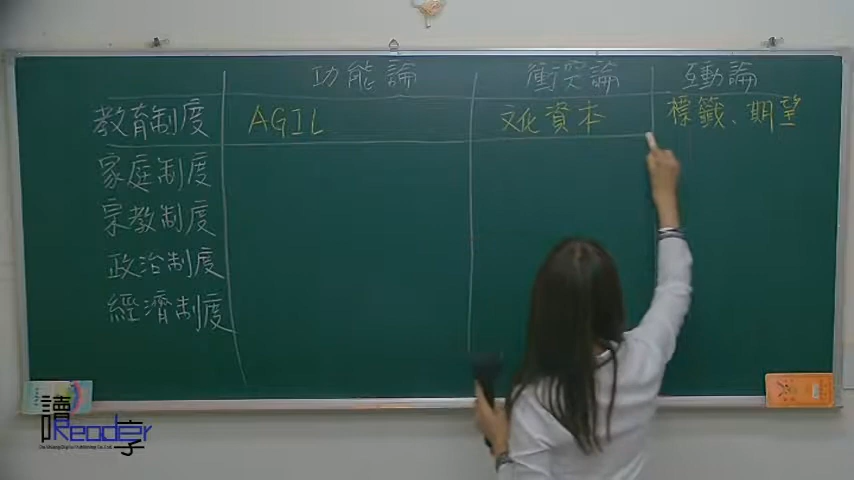 功能論 衝突論 互動論
教育制度 AGIL 文化資本 標籤、期望
家庭制度
宗教制度
政治制度
經濟制度
讀享
Reader